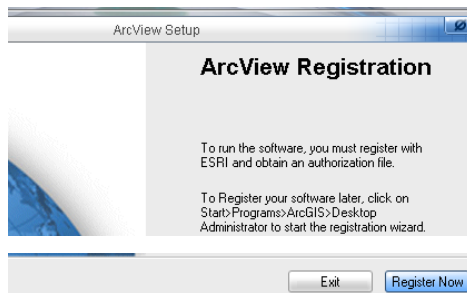 ArcView Setup
ArcView Registration
To run the software, you must register with
ESRI and obtain an authorization file.
To Register your software later, click on
Start>Programs>ArcGIS>Desktop
Administrator to start the registration wizard.
Exit
Register Now